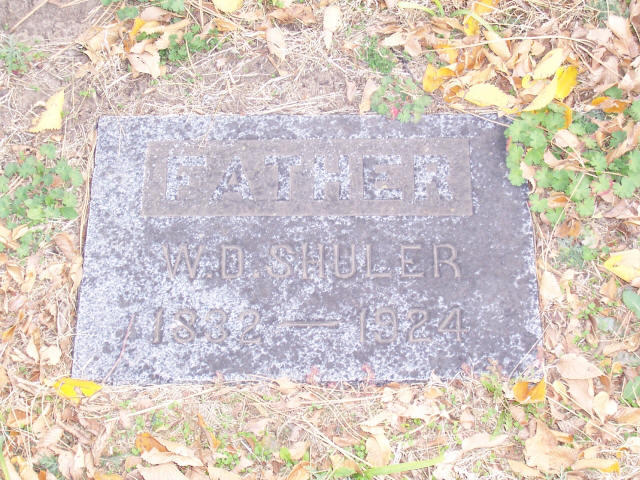 FATHER
W.D. SHULER
1832 — 1924